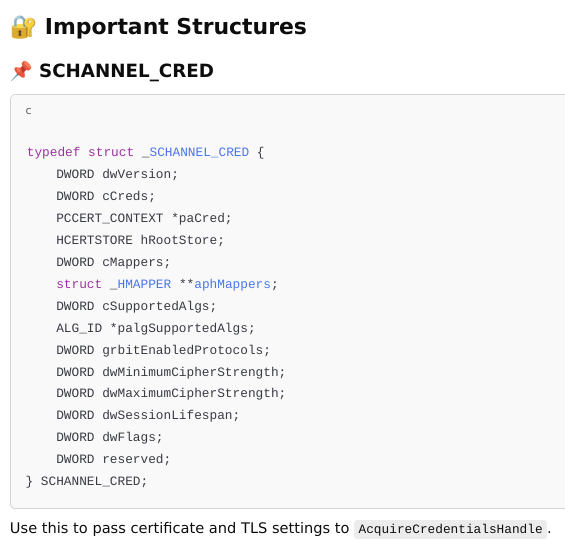 🔐 Important Structures
📌 SCHANNEL_CRED
c
typedef struct _SCHANNEL_CRED {
    DWORD dwVersion;
    DWORD cCreds;
    PCCERT_CONTEXT *paCred;
    HCERTSTORE hRootStore;
    DWORD cMappers;
    struct _HMAPPER **aphMappers;
    DWORD cSupportedAlgs;
    ALG_ID *palgSupportedAlgs;
    DWORD grbitEnabledProtocols;
    DWORD dwMinimumCipherStrength;
    DWORD dwMaximumCipherStrength;
    DWORD dwSessionLifespan;
    DWORD dwFlags;
    DWORD reserved;
} SCHANNEL_CRED;
Use this to pass certificate and TLS settings to AcquireCredentialsHandle.